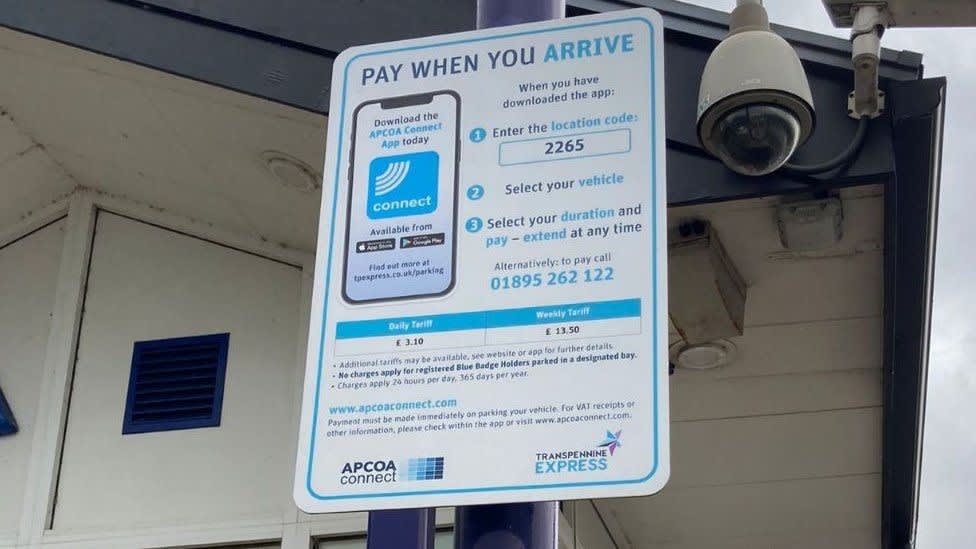 PAY WHEN YOU ARRIVE
Download the
APCOA Connect
App today
connect
Available from
App Store
Google Play
Find out more at
tpexpress.co.uk/parking
When you have
downloaded the app:
1 Enter the location code:
2265
2 Select your vehicle
3 Select your duration and
pay – extend at any time
Alternatively: to pay call
01895 262 122
Daily Tariff Weekly Tariff
£ 3.10 £ 13.50
• Additional tariffs may be available, see website or app for further details.
• No charges apply for registered Blue Badge Holders parked in a designated bay.
• Charges apply 24 hours per day, 365 days per year.
www.apcoaconnect.com
Payment must be made immediately on parking your vehicle. For VAT receipts or
other information, please check within the app or visit www.apcoaconnect.com.
APCOA
connect
TRANSPENNINE
EXPRESS